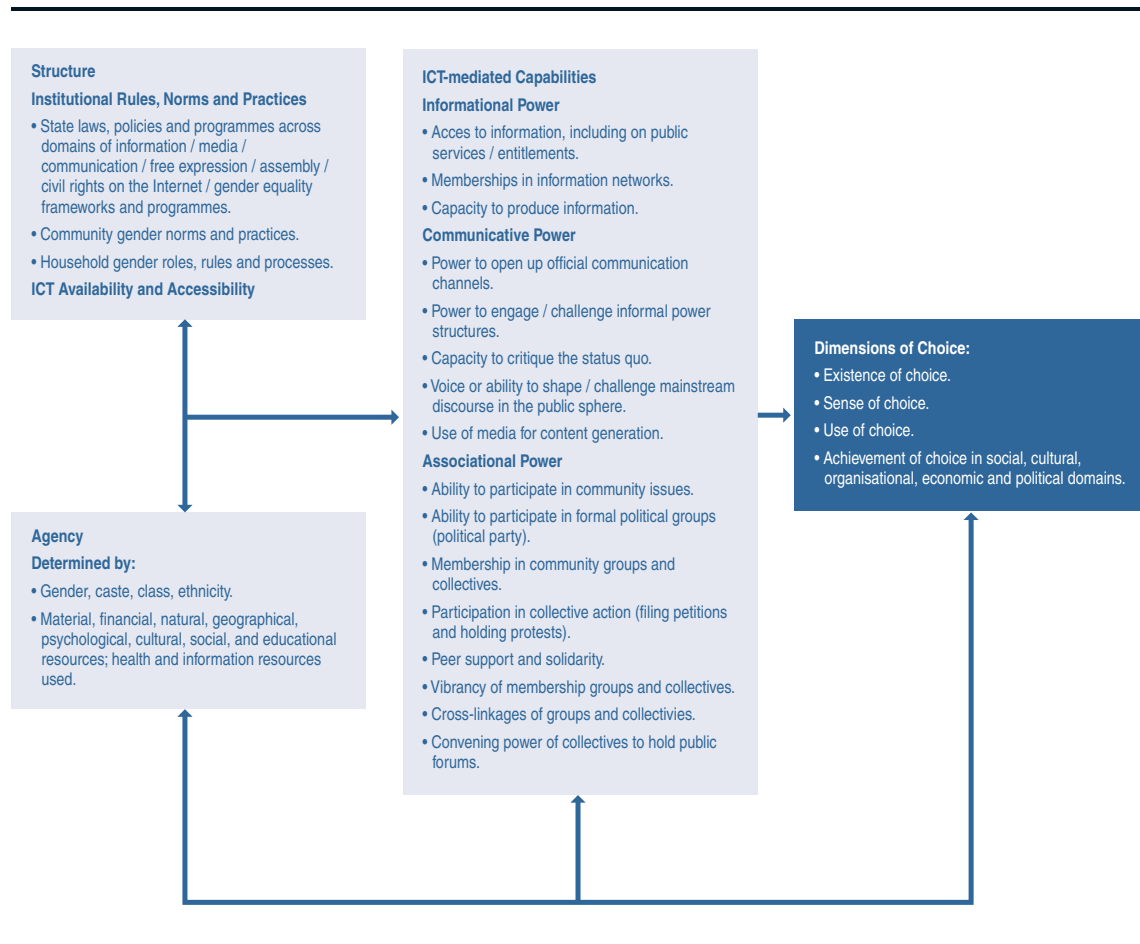 Structure
Institutional Rules, Norms and Practices
• State laws, policies and programmes across
domains of information / media /
communication / free expression / assembly /
civil rights on the Internet / gender equality
frameworks and programmes.
• Community gender norms and practices.
• Household gender roles, rules and processes.
ICT Availability and Accessibility
Agency
Determined by:
• Gender, caste, class, ethnicity.
• Material, financial, natural, geographical,
psychological, cultural, social, and educational
resources; health and information resources
used.
ICT-mediated Capabilities
Informational Power
• Acces to information, including on public
services / entitlements.
• Memberships in information networks.
• Capacity to produce information.
Communicative Power
• Power to open up official communication
channels.
• Power to engage / challenge informal power
structures.
• Capacity to critique the status quo.
• Voice or ability to shape / challenge mainstream
discourse in the public sphere.
• Use of media for content generation.
Associational Power
• Ability to participate in community issues.
• Ability to participate in formal political groups
(political party).
• Membership in community groups and
collectives.
• Participation in collective action (filing petitions
and holding protests).
• Peer support and solidarity.
• Vibrancy of membership groups and collectives.
• Cross-linkages of groups and collectivies.
• Convening power of collectives to hold public
forums.
Dimensions of Choice:
• Existence of choice.
• Sense of choice.
• Use of choice.
• Achievement of choice in social, cultural,
organisational, economic and political domains.